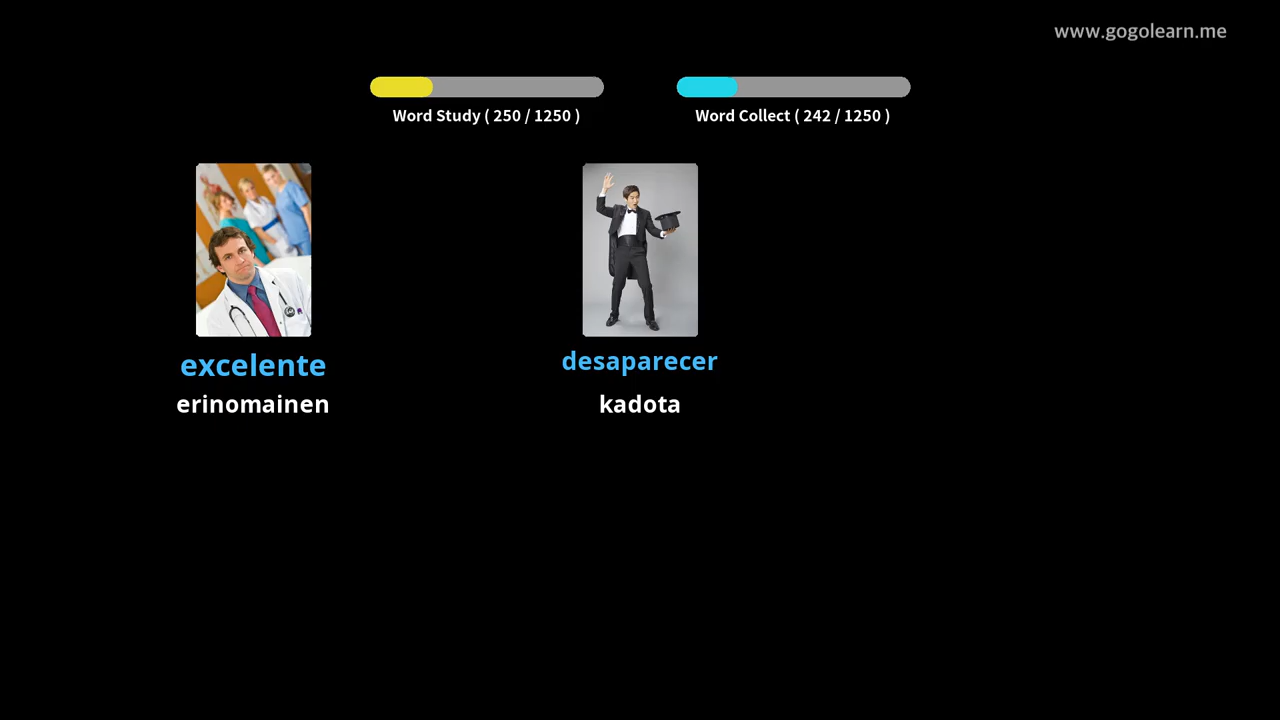 www.gogolearn.me
Word Study ( 250 / 1250 )
Word Collect ( 242 / 1250 )
excelente
erinomainen
desaparecer
kadota